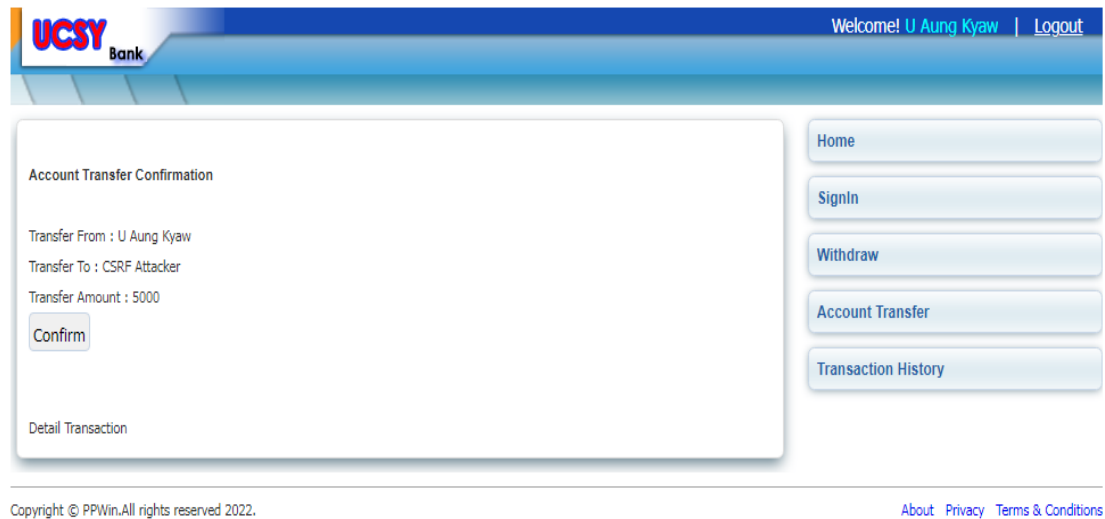 UCSY Bank
Welcome! U Aung Kyaw | Logout
Account Transfer Confirmation
Transfer From : U Aung Kyaw
Transfer To : CSRF Attacker
Transfer Amount : 5000
Confirm
Detail Transaction
Home
SignIn
Withdraw
Account Transfer
Transaction History
Copyright © PPWin.All rights reserved 2022.
About Privacy Terms & Conditions